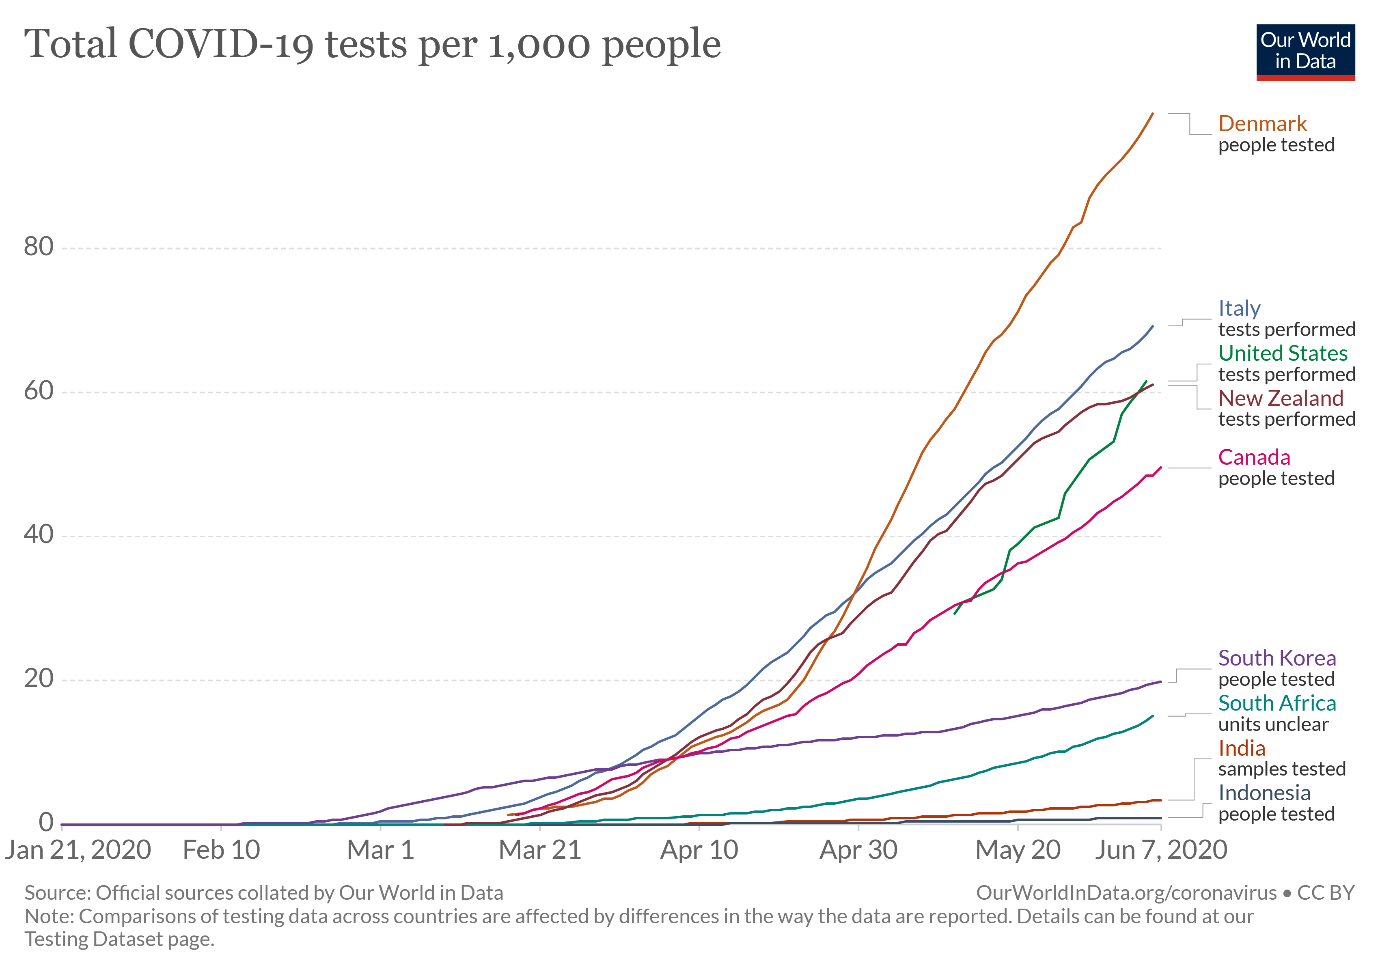 Total COVID-19 tests per 1,000 people
Our World
in Data
Denmark
people tested
80
Italy
tests performed
United States
tests performed
60
New Zealand
tests performed
Canada
people tested
40
South Korea
people tested
20
South Africa
units unclear
India
samples tested
Indonesia
people tested
0
Jan 21, 2020 Feb 10 Mar 1 Mar 21 Apr 10 Apr 30 May 20 Jun 7, 2020
Source: Official sources collated by Our World in Data
OurWorldInData.org/coronavirus • CC BY
Note: Comparisons of testing data across countries are affected by differences in the way the data are reported. Details can be found at our
Testing Dataset page.